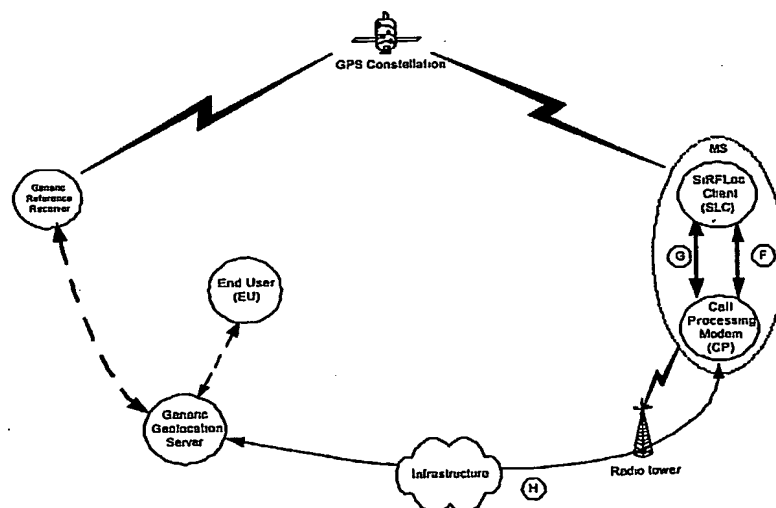 GPS Constellation
MS
SiRFLoc
Client
(SLC)
Generic
Reference
Receiver
G
F
End User
(EU)
Call
Processing
Modem
(CP)
Generic
Geolocation
Server
Infrastructure
H
Radio tower